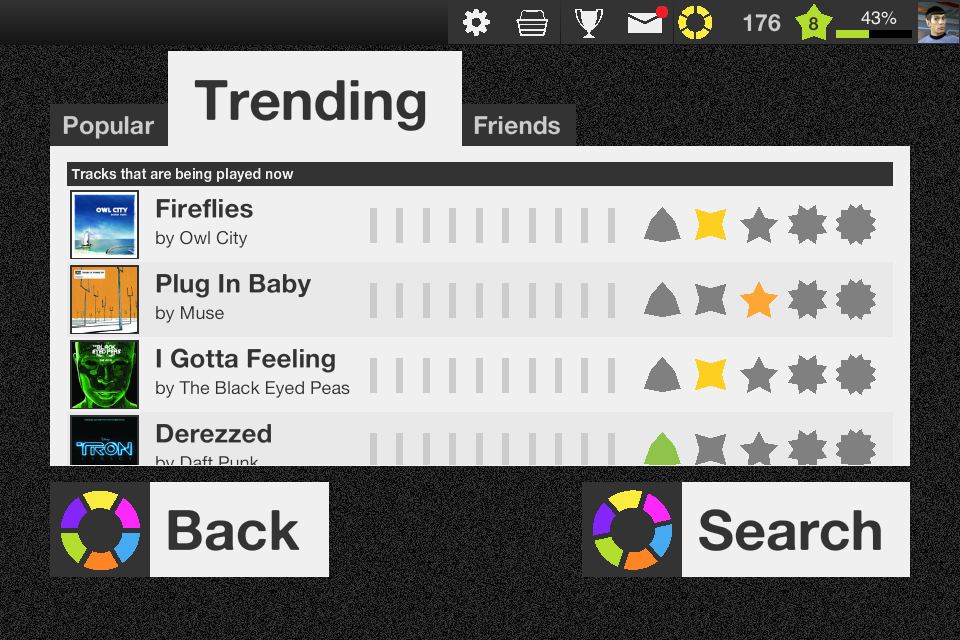 176
8
43%
Popular
Trending
Friends
Tracks that are being played now
OWL CITY
Fireflies
by Owl City
Plug In Baby
by Muse
THE BLACK
EYED PEAS
I Gotta Feeling
by The Black Eyed Peas
TRON
Derezzed
by Daft Punk
Back
Search